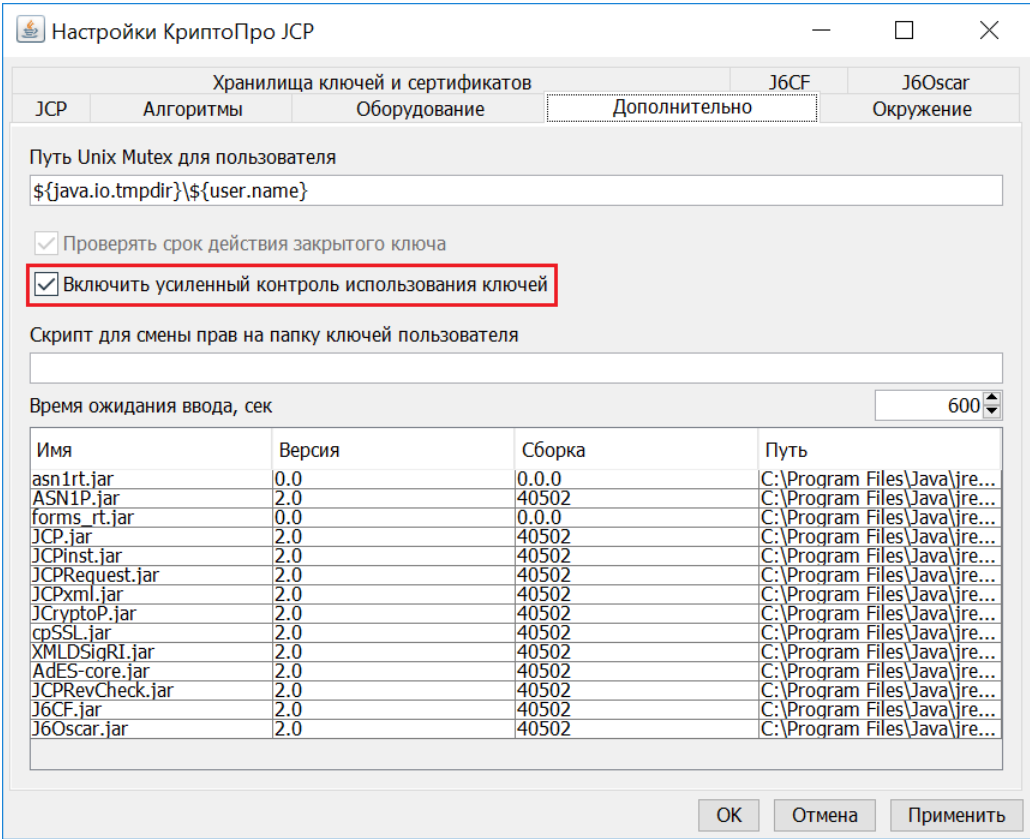 Настройки КриптоПро JCP
Хранилища ключей и сертификатов J6CF J6Oscar
JCP Алгоритмы Оборудование Дополнительно Окружение
Путь Unix Mutex для пользователя
${java.io.tmpdir}\${user.name}
Проверять срок действия закрытого ключа
Включить усиленный контроль использования ключей
Скрипт для смены прав на папку ключей пользователя
Время ожидания ввода, сек 600
Имя Версия Сборка Путь
asn1rt.jar 0.0 0.0.0 C:\Program Files\Java\jre...
ASN1P.jar 2.0 40502 C:\Program Files\Java\jre...
forms_rt.jar 0.0 0.0.0 C:\Program Files\Java\jre...
JCP.jar 2.0 40502 C:\Program Files\Java\jre...
JCPinst.jar 2.0 40502 C:\Program Files\Java\jre...
JCPRequest.jar 2.0 40502 C:\Program Files\Java\jre...
JCPxml.jar 2.0 40502 C:\Program Files\Java\jre...
JCryptoP.jar 2.0 40502 C:\Program Files\Java\jre...
cpSSL.jar 2.0 40502 C:\Program Files\Java\jre...
XMLDSigRI.jar 2.0 40502 C:\Program Files\Java\jre...
AdES-core.jar 2.0 40502 C:\Program Files\Java\jre...
JCPRevCheck.jar 2.0 40502 C:\Program Files\Java\jre...
J6CF.jar 2.0 40502 C:\Program Files\Java\jre...
J6Oscar.jar 2.0 40502 C:\Program Files\Java\jre...
OK Отмена Применить